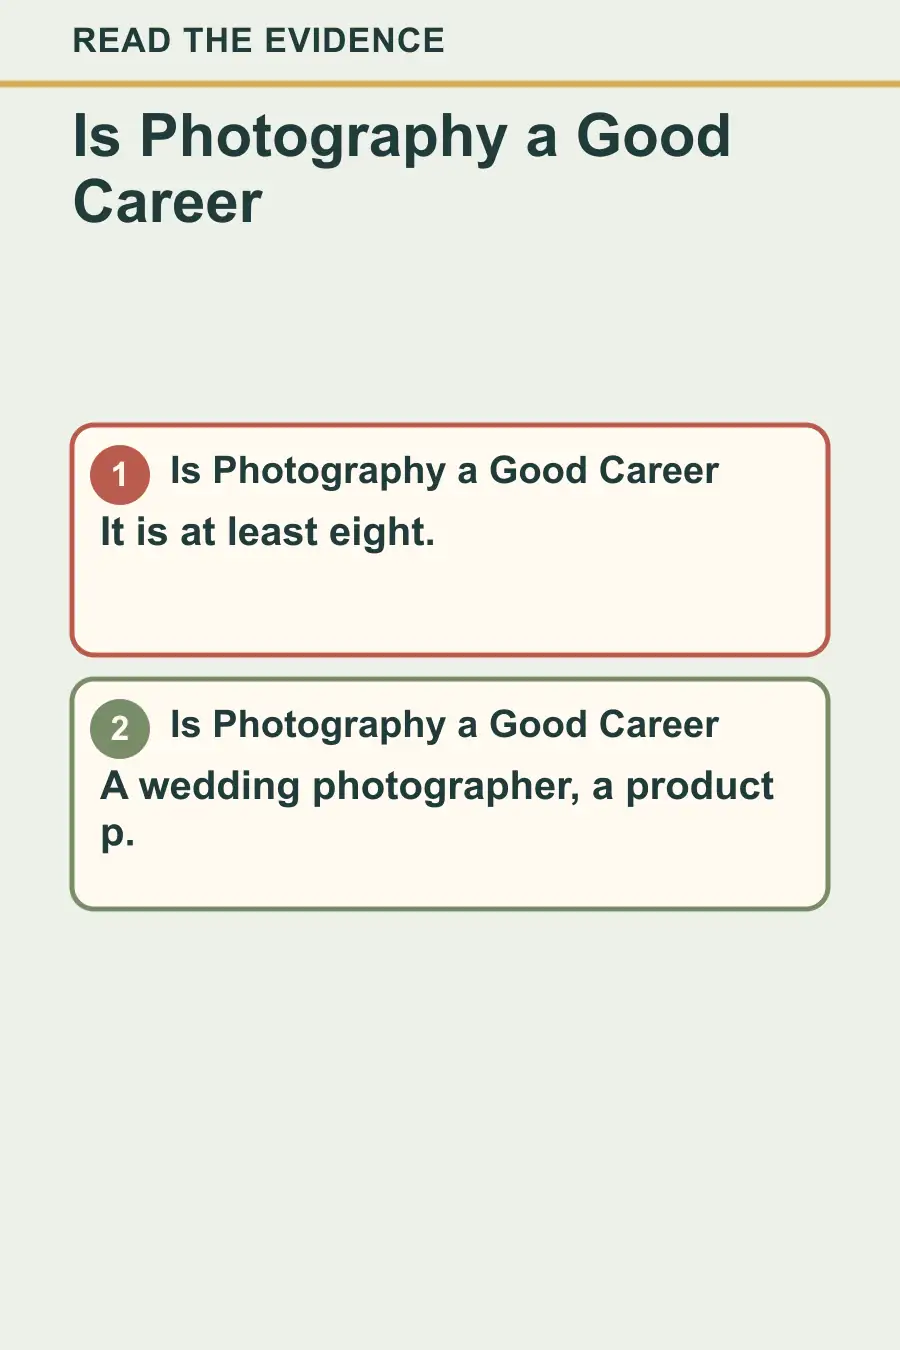 READ THE EVIDENCE
Is Photography a Good
Career
1 Is Photography a Good Career
It is at least eight.
2 Is Photography a Good Career
A wedding photographer, a product
p.